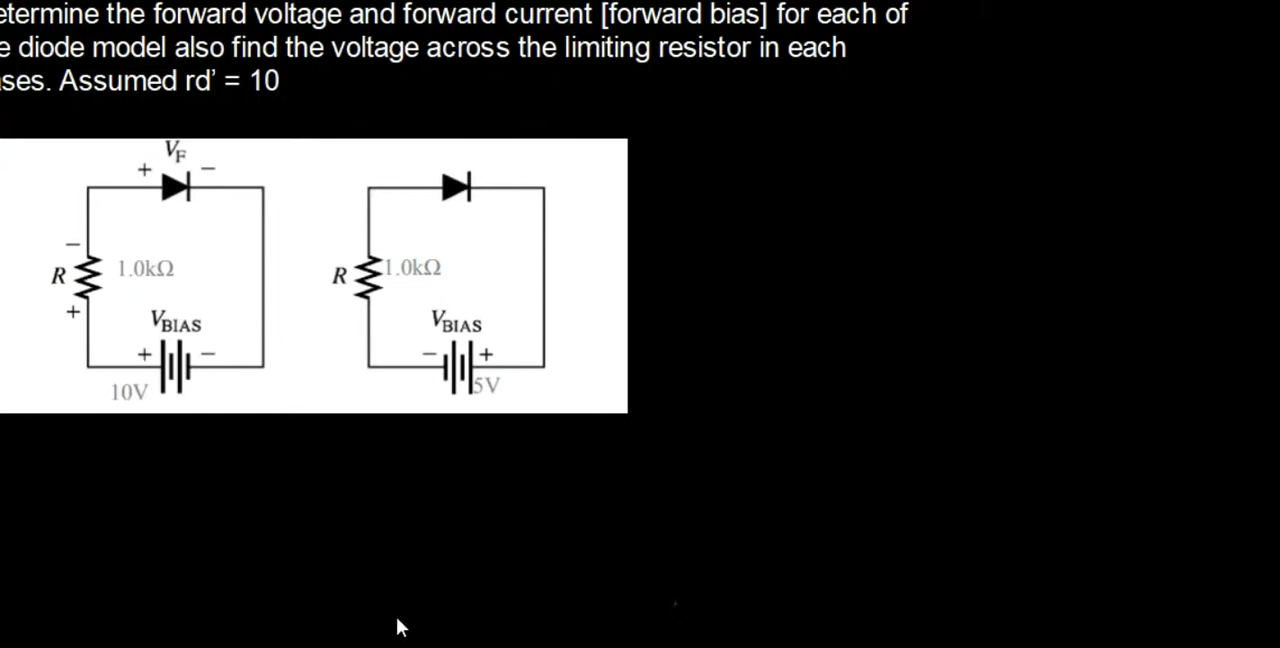 etermine the forward voltage and forward current [forward bias] for each of
e diode model also find the voltage across the limiting resistor in each
ses. Assumed rd’ = 10
VF
+ −
−
R 1.0kΩ
+
VBIAS
+ −
10V
R 1.0kΩ
VBIAS
− +
5V